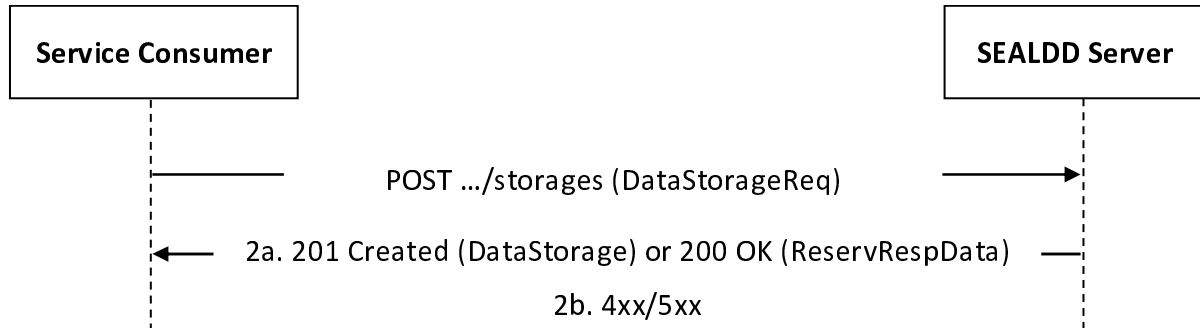 Service Consumer
SEALDD Server
POST …/storages (DataStorageReq)
2a. 201 Created (DataStorage) or 200 OK (ReservRespData)
2b. 4xx/5xx